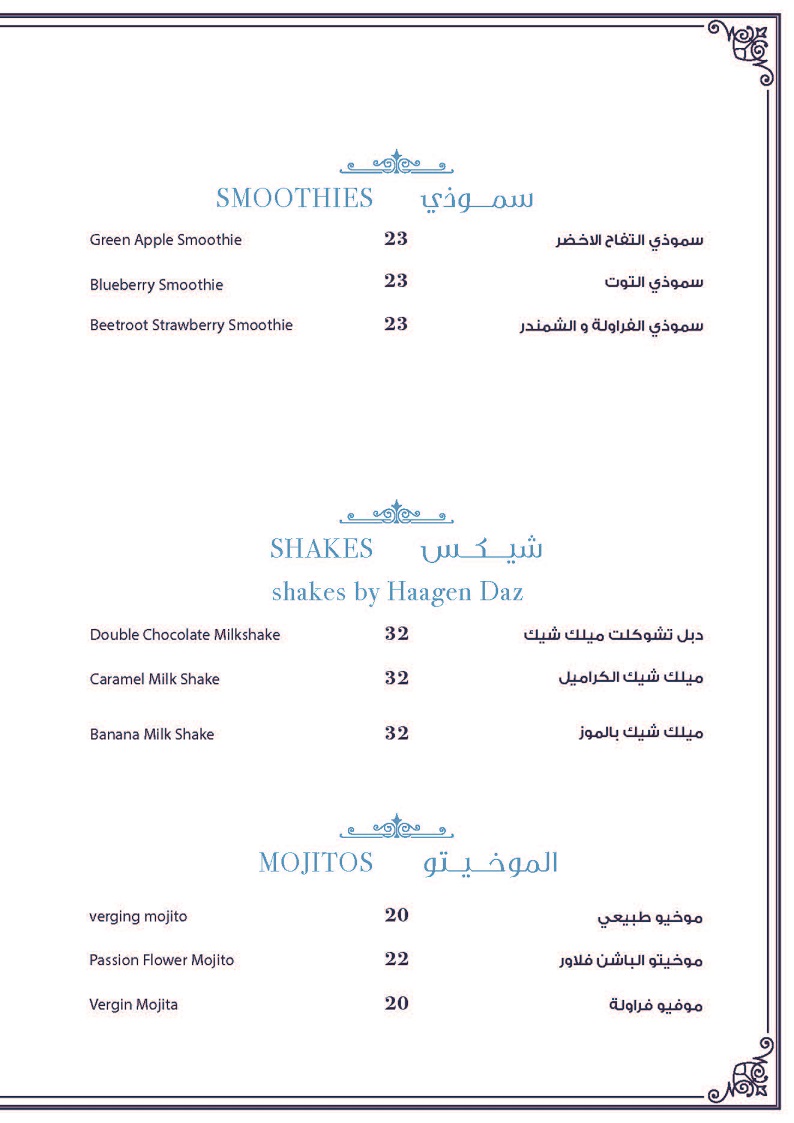 SMOOTHIES سمـوذي
Green Apple Smoothie 23 سموذي التفاح الاخضر
Blueberry Smoothie 23 سموذي التوت
Beetroot Strawberry Smoothie 23 سموذي الفراولة و الشمندر
SHAKES شيـكـس
shakes by Haagen Daz
Double Chocolate Milkshake 32 دبل تشوكلت ميلك شيك
Caramel Milk Shake 32 ميلك شيك الكراميل
Banana Milk Shake 32 ميلك شيك بالموز
MOJITOS الموخـيـتو
verging mojito 20 موخيو طبيعي
Passion Flower Mojito 22 موخيتو الباشن فلاور
Vergin Mojita 20 موفيو فراولة